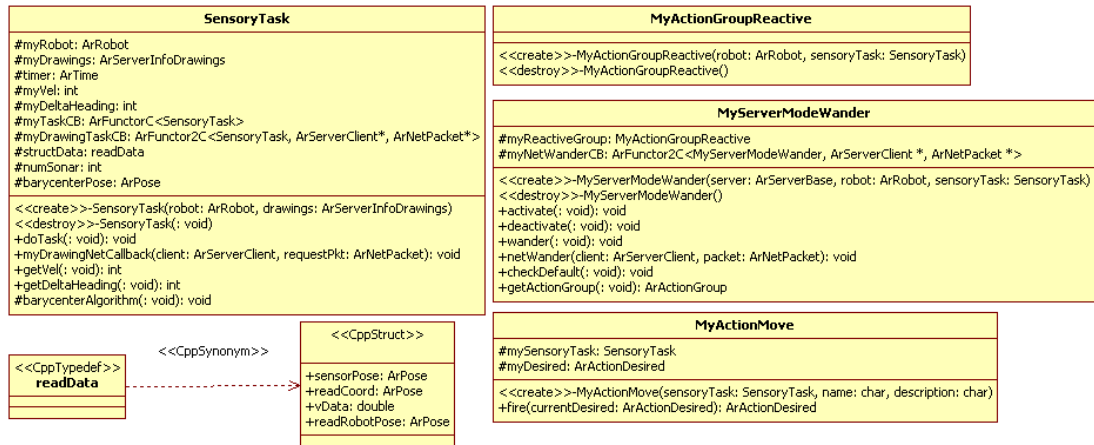 SensoryTask
#myRobot: ArRobot
#myDrawings: ArServerInfoDrawings
#timer: ArTime
#myVel: int
#myDeltaHeading: int
#myTaskCB: ArFunctorC<SensoryTask>
#myDrawingTaskCB: ArFunctor2C<SensoryTask, ArServerClient*, ArNetPacket*>
#structData: readData
#numSonar: int
#barycenterPose: ArPose
<<create>>-SensoryTask(robot: ArRobot, drawings: ArServerInfoDrawings)
<<destroy>>-SensoryTask(: void)
+doTask(: void): void
+myDrawingNetCallback(client: ArServerClient, requestPkt: ArNetPacket): void
+getVel(: void): int
+getDeltaHeading(: void): int
#barycenterAlgorithm(: void): void
MyActionGroupReactive
<<create>>-MyActionGroupReactive(robot: ArRobot, sensoryTask: SensoryTask)
<<destroy>>-MyActionGroupReactive()
MyServerModeWander
#myReactiveGroup: MyActionGroupReactive
#myNetWanderCB: ArFunctor2C<MyServerModeWander, ArServerClient *, ArNetPacket *>
<<create>>-MyServerModeWander(server: ArServerBase, robot: ArRobot, sensoryTask: SensoryTask)
<<destroy>>-MyServerModeWander()
+activate(: void): void
+deactivate(: void): void
+wander(: void): void
+netWander(client: ArServerClient, packet: ArNetPacket): void
+checkDefault(: void): void
+getActionGroup(: void): ArActionGroup
<<CppTypedef>>
readData
<<CppSynonym>>
<<CppStruct>>
+sensorPose: ArPose
+readCoord: ArPose
+vData: double
+readRobotPose: ArPose
MyActionMove
#mySensoryTask: SensoryTask
#myDesired: ArActionDesired
<<create>>-MyActionMove(sensoryTask: SensoryTask, name: char, description: char)
+fire(currentDesired: ArActionDesired): ArActionDesired